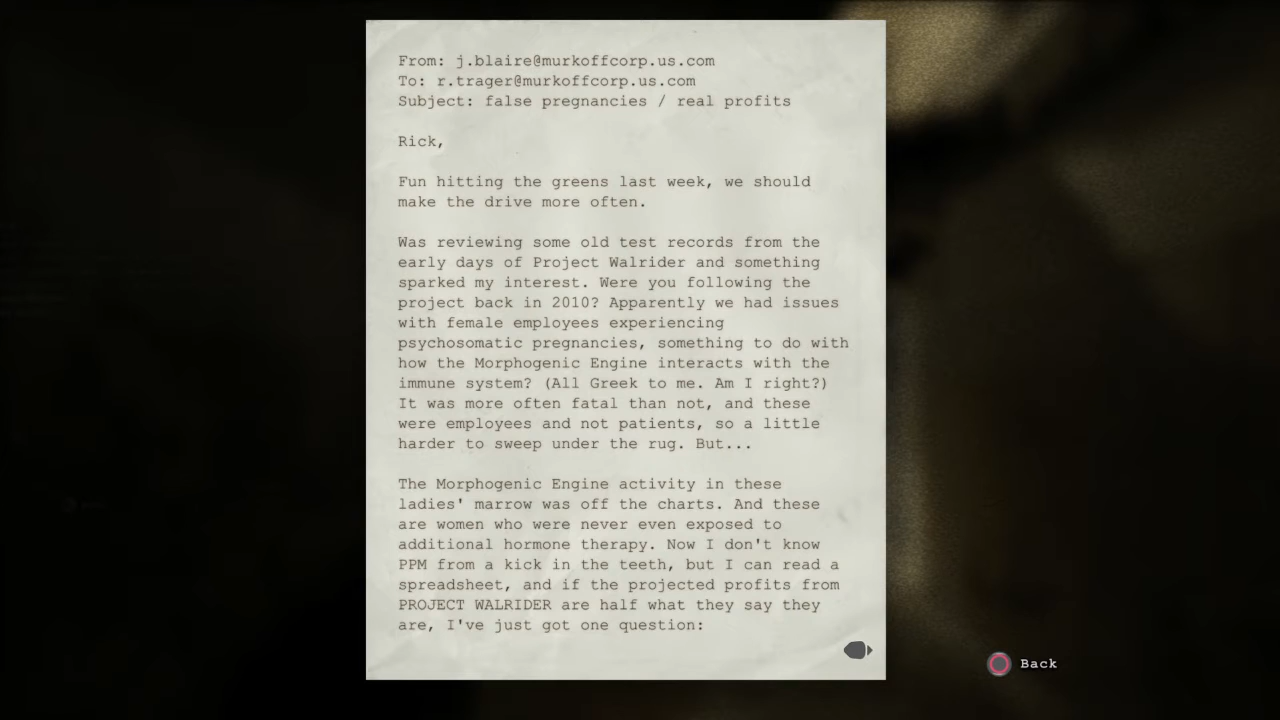 From: j.blaire@murkoffcorp.us.com
To: r.trager@murkoffcorp.us.com
Subject: false pregnancies / real profits
Rick,
Fun hitting the greens last week, we should
make the drive more often.
Was reviewing some old test records from the
early days of Project Walrider and something
sparked my interest. Were you following the
project back in 2010? Apparently we had issues
with female employees experiencing
psychosomatic pregnancies, something to do with
how the Morphogenic Engine interacts with the
immune system? (All Greek to me. Am I right?)
It was more often fatal than not, and these
were employees and not patients, so a little
harder to sweep under the rug. But...
The Morphogenic Engine activity in these
ladies' marrow was off the charts. And these
are women who were never even exposed to
additional hormone therapy. Now I don't know
PPM from a kick in the teeth, but I can read a
spreadsheet, and if the projected profits from
PROJECT WALRIDER are half what they say they
are, I've just got one question:
Back